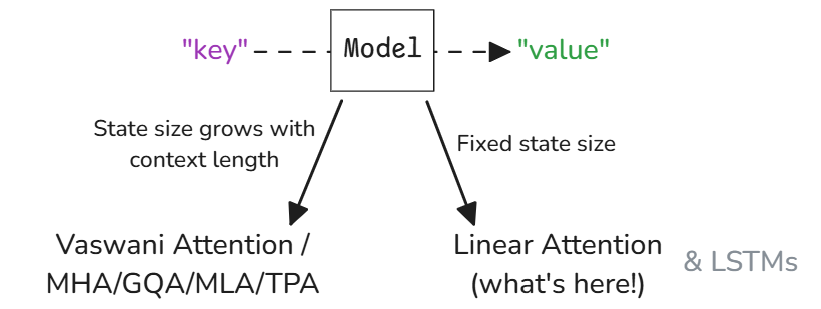 "key"
Model
"value"
State size grows with
context length
Fixed state size
Vaswani Attention /
MHA/GQA/MLA/TPA
Linear Attention
(what's here!)
& LSTMs